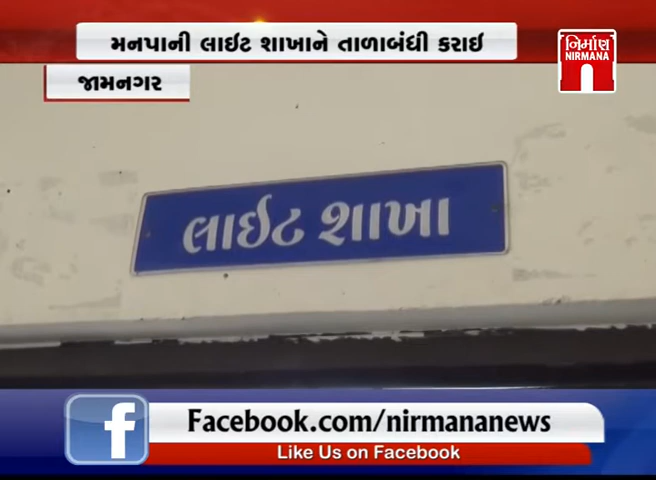 મનપાની લાઇટ શાખાને તાળાબંધી કરાઇ
નિર્માણ
NIRMANA
જામનગર
લાઇટ શાખા
Facebook.com/nirmananews
Like Us on Facebook